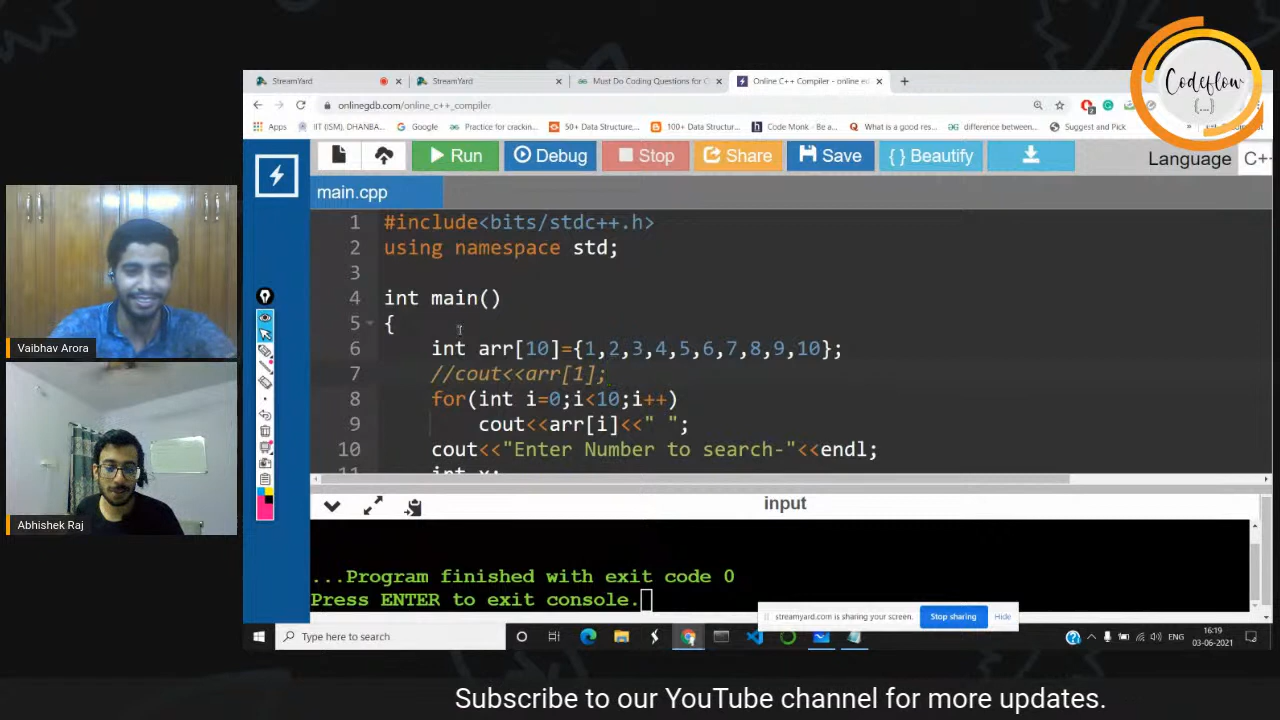 Codeflow
{...}
StreamYard
StreamYard
Must Do Coding Questions for C
Online C++ Compiler - online ed
onlinegdb.com/online_c++_compiler
Apps
IIT (ISM), DHANBA...
Google
Practice for crackin...
50+ Data Structure...
100+ Data Structur...
Code Monk - Be a...
What is a good res...
difference between...
Suggest and Pick
Run
Debug
Stop
Share
Save
{ } Beautify
Language
C++
main.cpp
1 #include<bits/stdc++.h>
2 using namespace std;
3
4 int main()
5 {
6 int arr[10]={1,2,3,4,5,6,7,8,9,10};
7 //cout<<arr[1];
8 for(int i=0;i<10;i++)
9 cout<<arr[i]<<" ";
10 cout<<"Enter Number to search-"<<endl;
11 int x;
Vaibhav Arora
Abhishek Raj
input
...Program finished with exit code 0
Press ENTER to exit console.
streamyard.com is sharing your screen.
Stop sharing
Hide
Type here to search
ENG
16:19
03-06-2021
Subscribe to our YouTube channel for more updates.